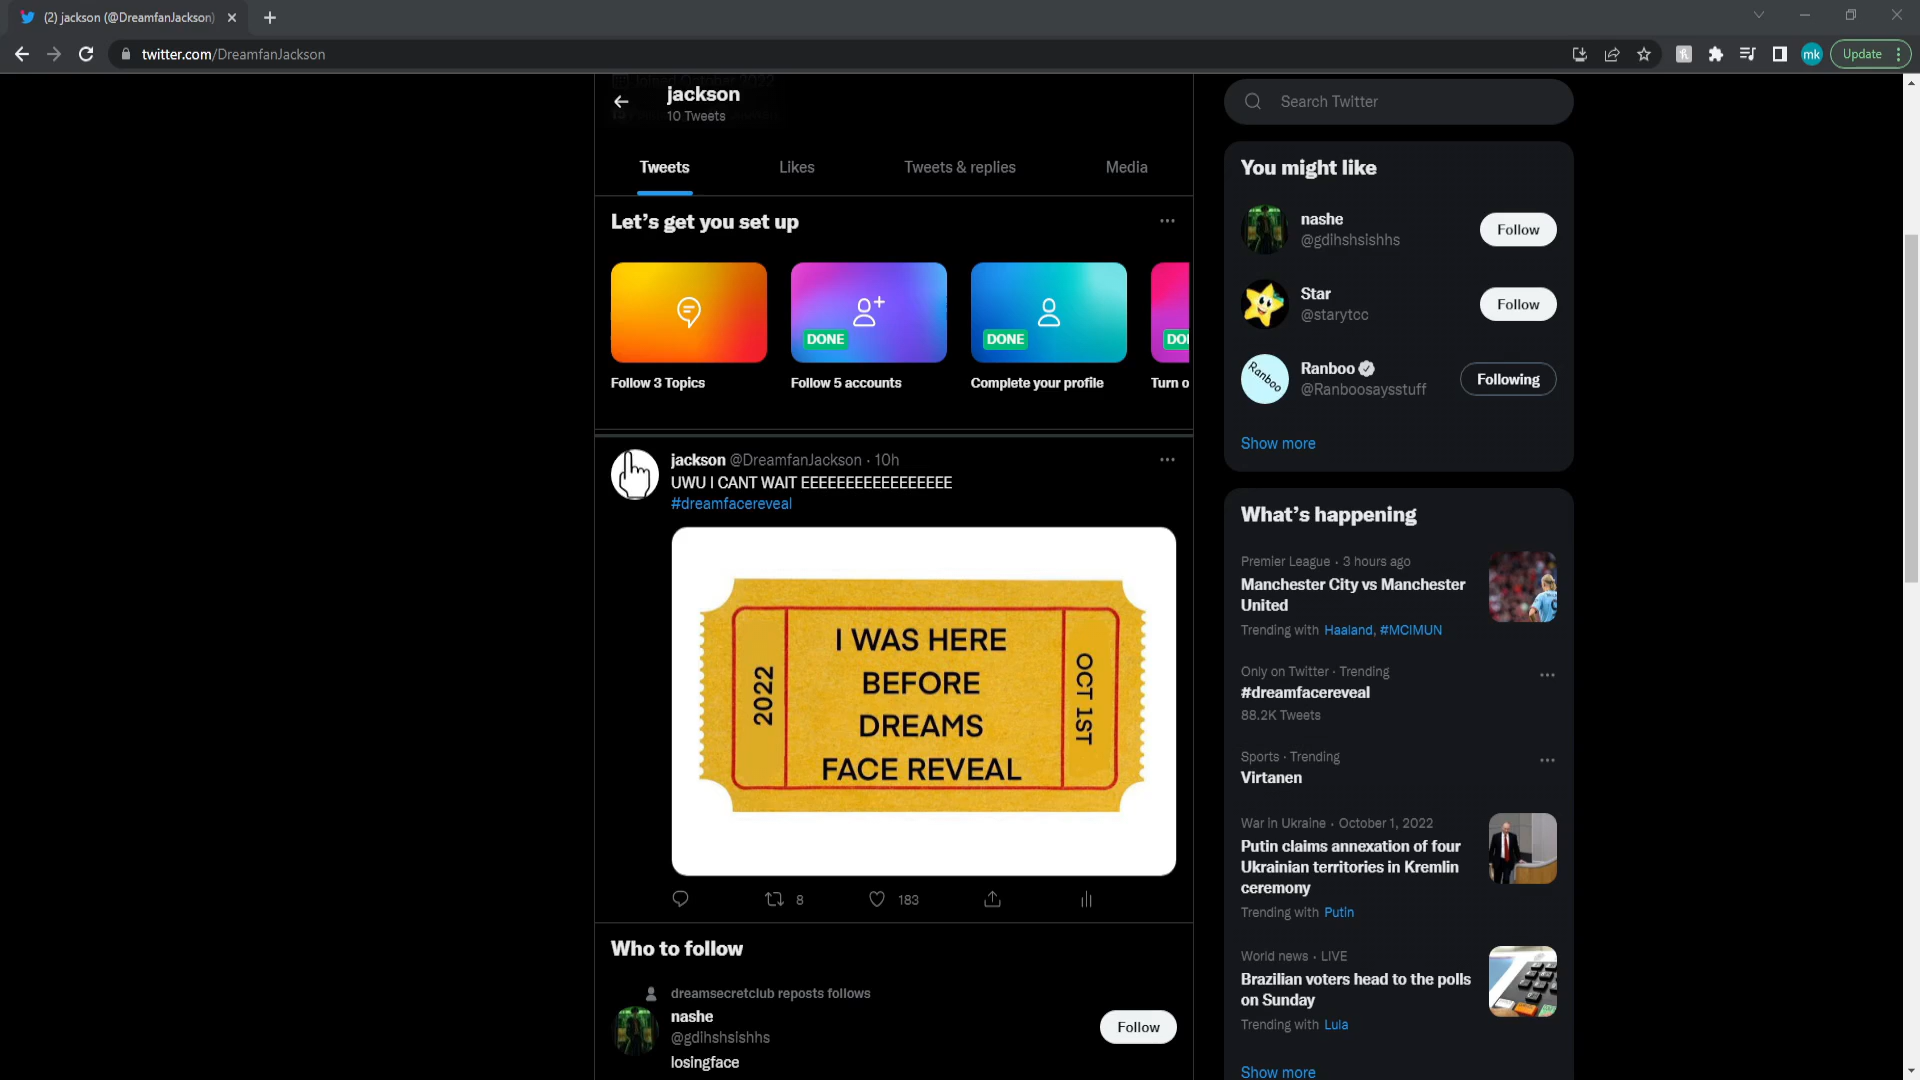 (2) jackson (@DreamfanJackson)
twitter.com/DreamfanJackson
mk
Update
Joined October 2022
jackson
10 Tweets
Tweets
Likes
Tweets & replies
Media
Let's get you set up
DONE
DONE
Follow 3 Topics
Follow 5 accounts
Complete your profile
Turn o
jackson @DreamfanJackson · 10h
UWU I CANT WAIT EEEEEEEEEEEEEEEEE
#dreamfacereveal
2022
I WAS HERE
BEFORE
DREAMS
FACE REVEAL
OCT 1ST
8
183
Who to follow
dreamsecretclub reposts follows
nashe
@gdihshsishhs
Follow
losingface
Search Twitter
You might like
nashe
@gdihshsishhs
Follow
Star
@starytcc
Follow
Ranboo
Ranboo
@Ranboosaysstuff
Following
Show more
What's happening
Premier League · 3 hours ago
Manchester City vs Manchester
United
Trending with Haaland, #MCIMUN
Only on Twitter · Trending
#dreamfacereveal
88.2K Tweets
Sports · Trending
Virtanen
War in Ukraine · October 1, 2022
Putin claims annexation of four
Ukrainian territories in Kremlin
ceremony
Trending with Putin
World news · LIVE
Brazilian voters head to the polls
on Sunday
Trending with Lula
Show more